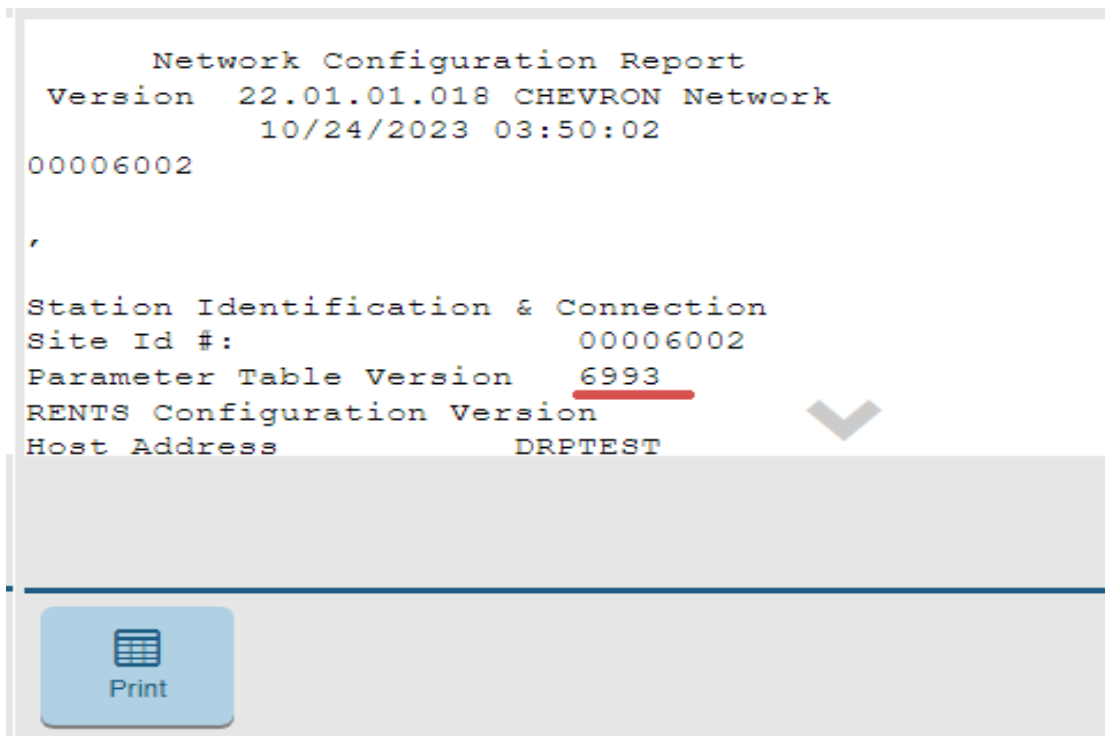 Network Configuration Report
Version 22.01.01.018 CHEVRON Network
10/24/2023 03:50:02
00006002
,
Station Identification & Connection
Site Id #: 00006002
Parameter Table Version 6993
RENTS Configuration Version
Host Address DRPTEST
Print